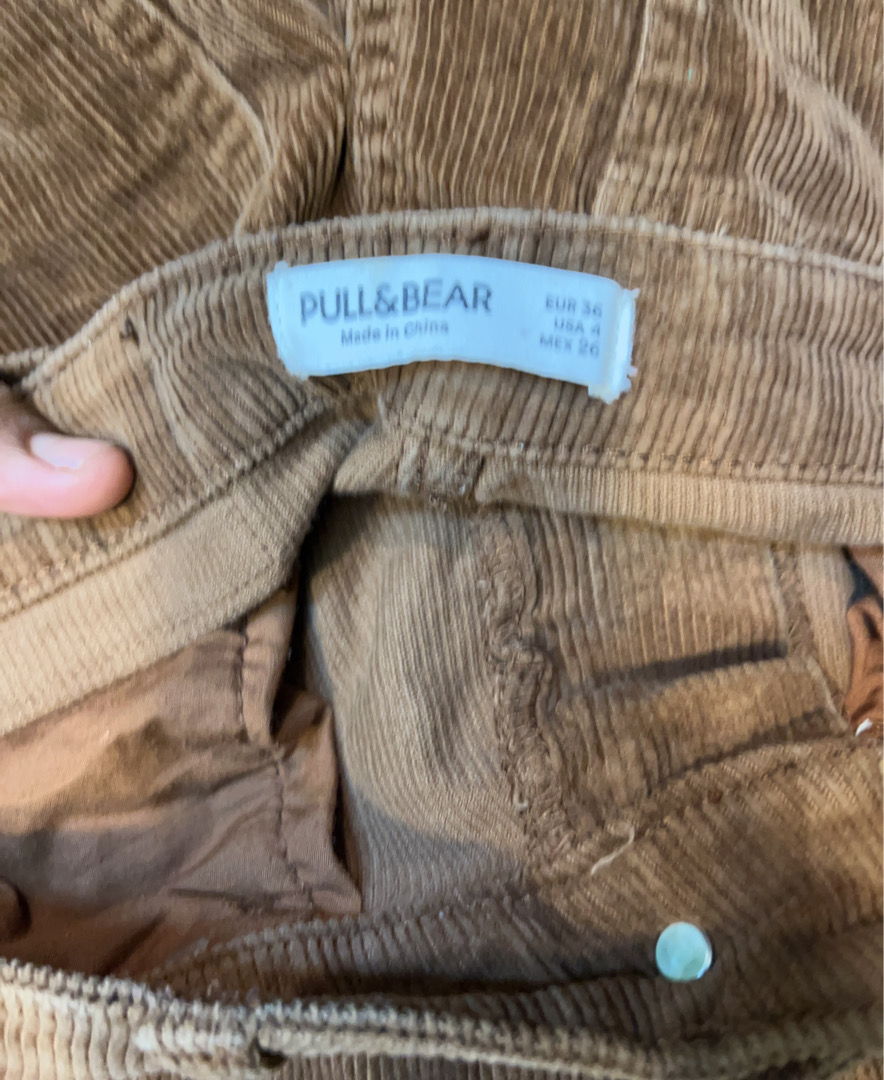 PULL&BEAR
Made in China
EUR 36
USA 4
MEX 26